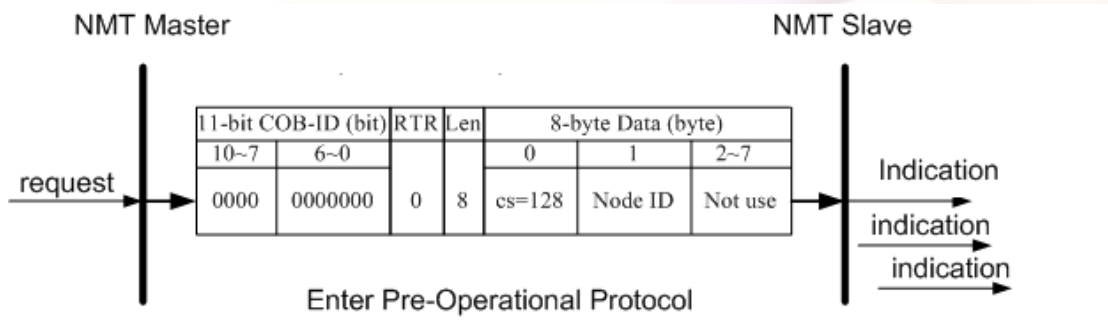 NMT Master NMT Slave
11-bit COB-ID (bit) RTR Len 8-byte Data (byte)
10~7 6~0 0 1 2~7
request 0000 0000000 0 8 cs=128 Node ID Not use Indication
indication
indication
Enter Pre-Operational Protocol